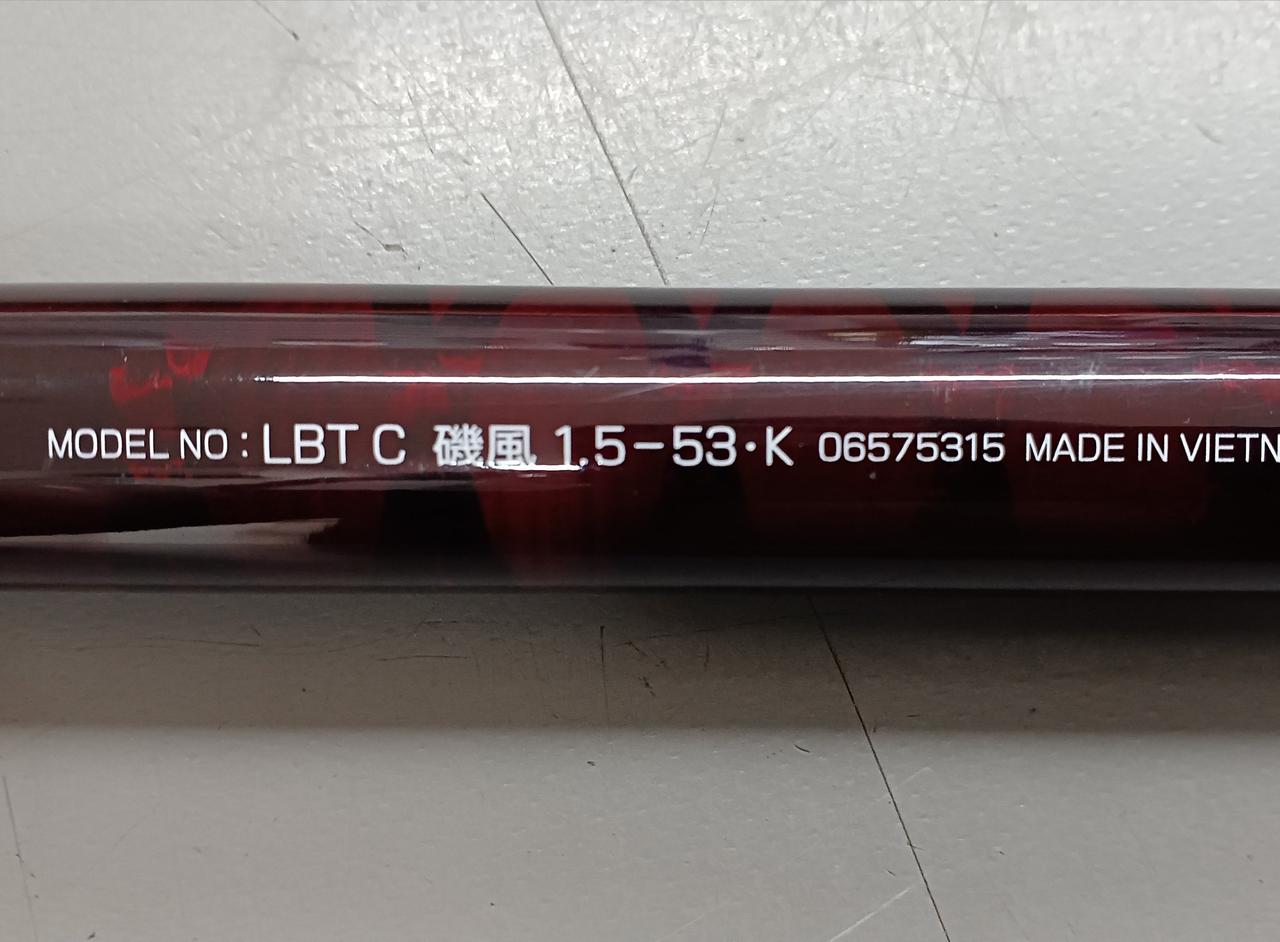 MODEL NO : LBT C 磯風 1.5-53·K 06575315 MADE IN VIETN